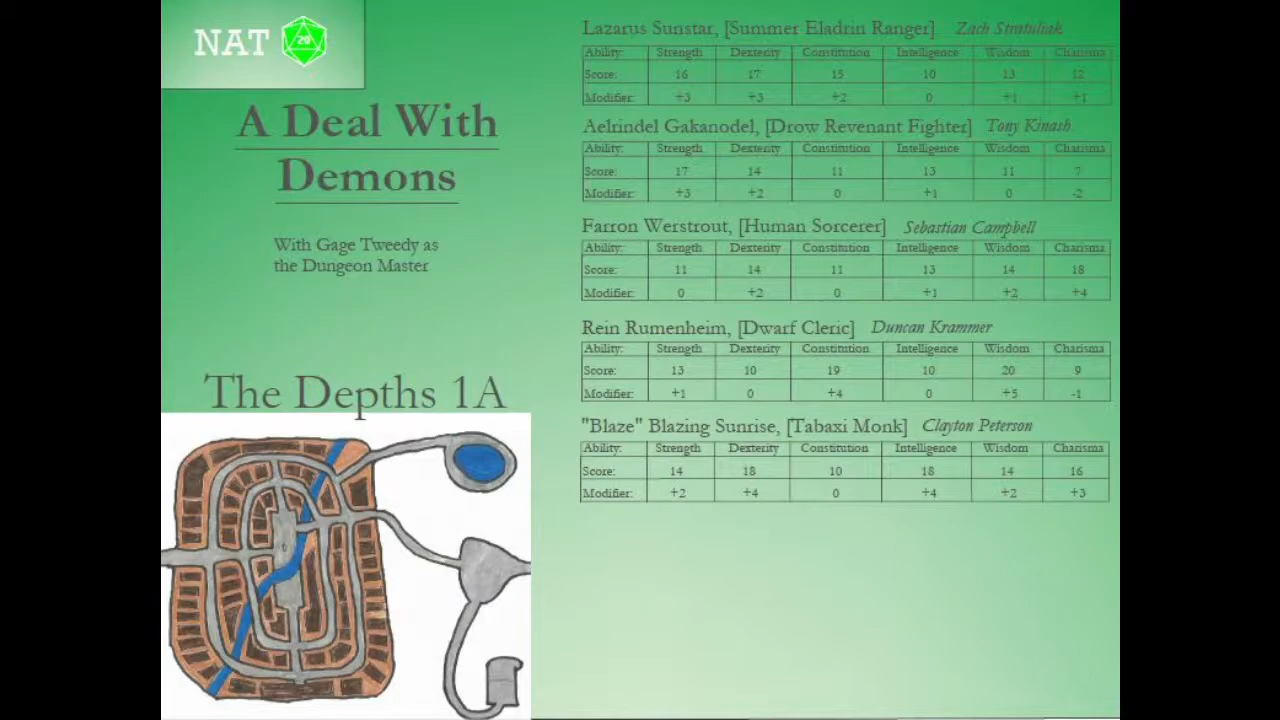 NAT 20
A Deal With
Demons
With Gage Tweedy as
the Dungeon Master
The Depths 1A
Lazarus Sunstar, [Summer Eladrin Ranger] Zach Stratuliak
Ability: Strength Dexterity Constitution Intelligence Wisdom Charisma
Score: 16 17 15 10 13 12
Modifier: +3 +3 +2 0 +1 +1
Aelrindel Gakanodel, [Drow Revenant Fighter] Tony Kinash
Ability: Strength Dexterity Constitution Intelligence Wisdom Charisma
Score: 17 14 11 13 11 7
Modifier: +3 +2 0 +1 0 -2
Farron Werstrout, [Human Sorcerer] Sebastian Campbell
Ability: Strength Dexterity Constitution Intelligence Wisdom Charisma
Score: 11 14 11 13 14 18
Modifier: 0 +2 0 +1 +2 +4
Rein Rumenheim, [Dwarf Cleric] Duncan Krammer
Ability: Strength Dexterity Constitution Intelligence Wisdom Charisma
Score: 13 10 19 10 20 9
Modifier: +1 0 +4 0 +5 -1
"Blaze" Blazing Sunrise, [Tabaxi Monk] Clayton Peterson
Ability: Strength Dexterity Constitution Intelligence Wisdom Charisma
Score: 14 18 10 18 14 16
Modifier: +2 +4 0 +4 +2 +3